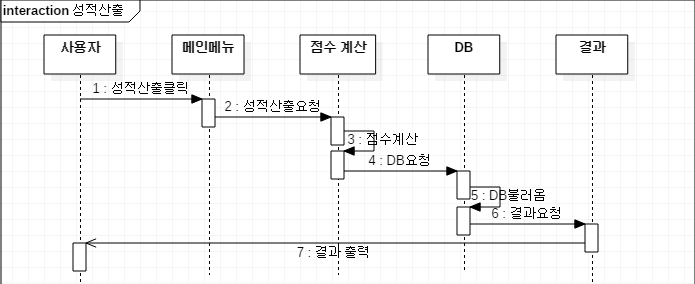 interaction 성적산출
사용자 메인메뉴 점수 계산 DB 결과
1 : 성적산출클릭
2 : 성적산출요청
3 : 점수계산
4 : DB요청
5 : DB불러옴
6 : 결과요청
7 : 결과 출력